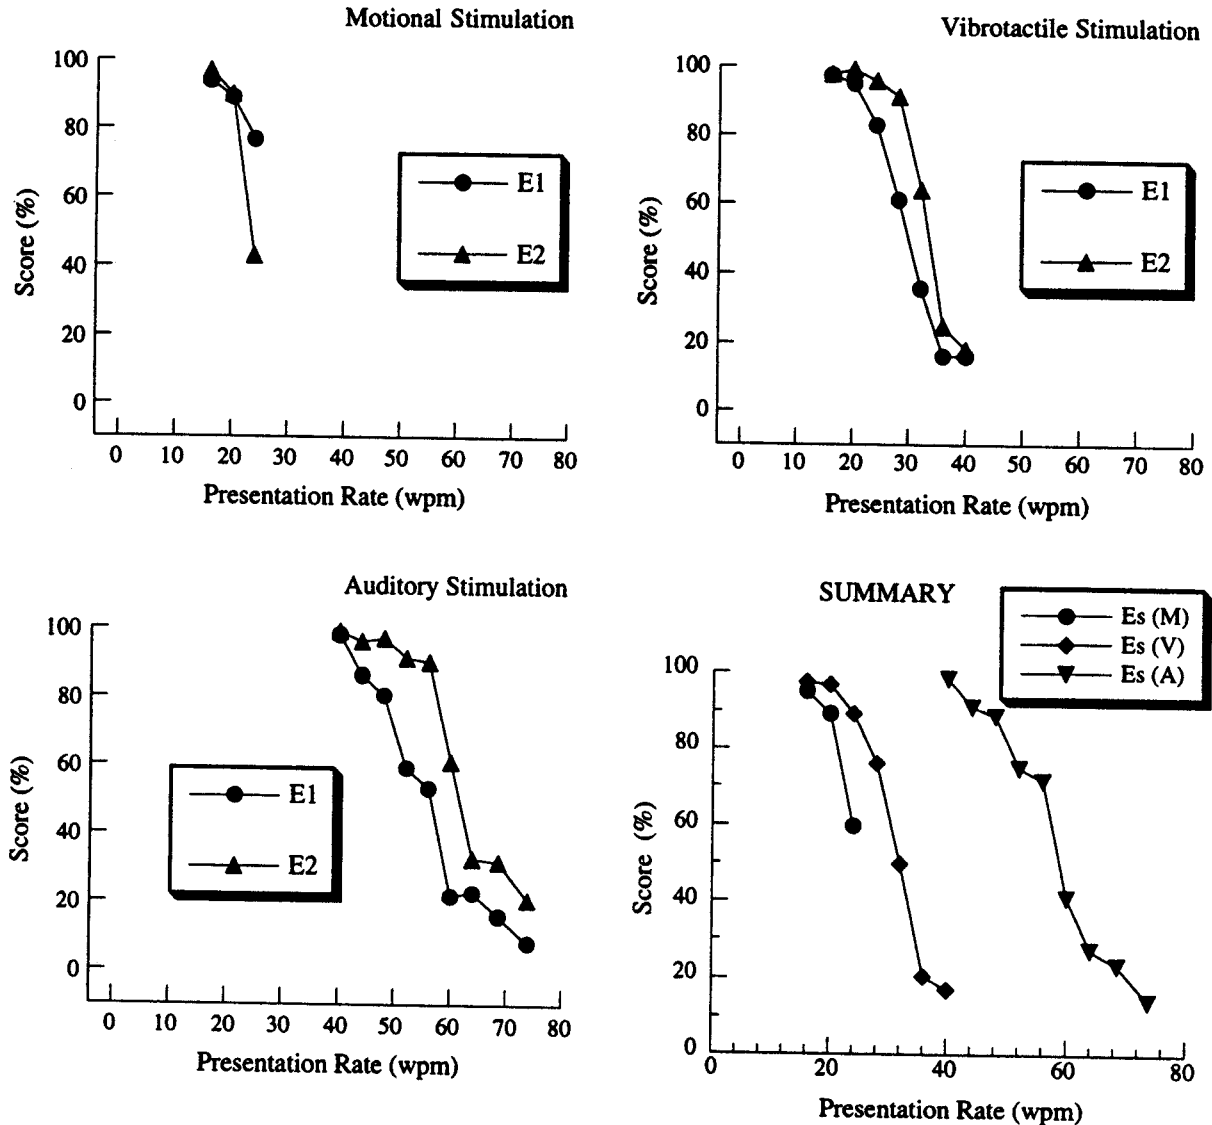 Motional Stimulation
100
80
60
40
20
0
Score (%)
E1
E2
0 10 20 30 40 50 60 70 80
Presentation Rate (wpm)
Vibrotactile Stimulation
100
80
60
40
20
0
Score (%)
E1
E2
0 10 20 30 40 50 60 70 80
Presentation Rate (wpm)
Auditory Stimulation
100
80
60
40
20
0
Score (%)
E1
E2
0 10 20 30 40 50 60 70 80
Presentation Rate (wpm)
SUMMARY
Es (M)
Es (V)
Es (A)
100
80
60
40
20
0
Score (%)
0 20 40 60 80
Presentation Rate (wpm)